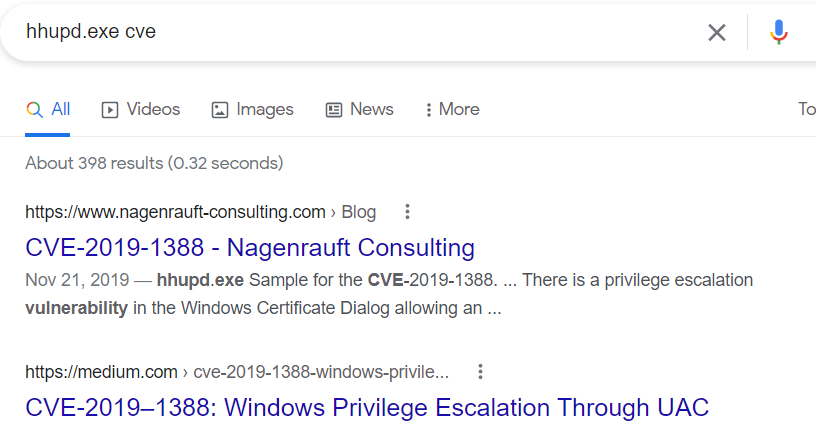 hhupd.exe cve
All Videos Images News More To
About 398 results (0.32 seconds)
https://www.nagenrauft-consulting.com › Blog
CVE-2019-1388 - Nagenrauft Consulting
Nov 21, 2019 — hhupd.exe Sample for the CVE-2019-1388. ... There is a privilege escalation
vulnerability in the Windows Certificate Dialog allowing an ...
https://medium.com › cve-2019-1388-windows-privile...
CVE-2019–1388: Windows Privilege Escalation Through UAC